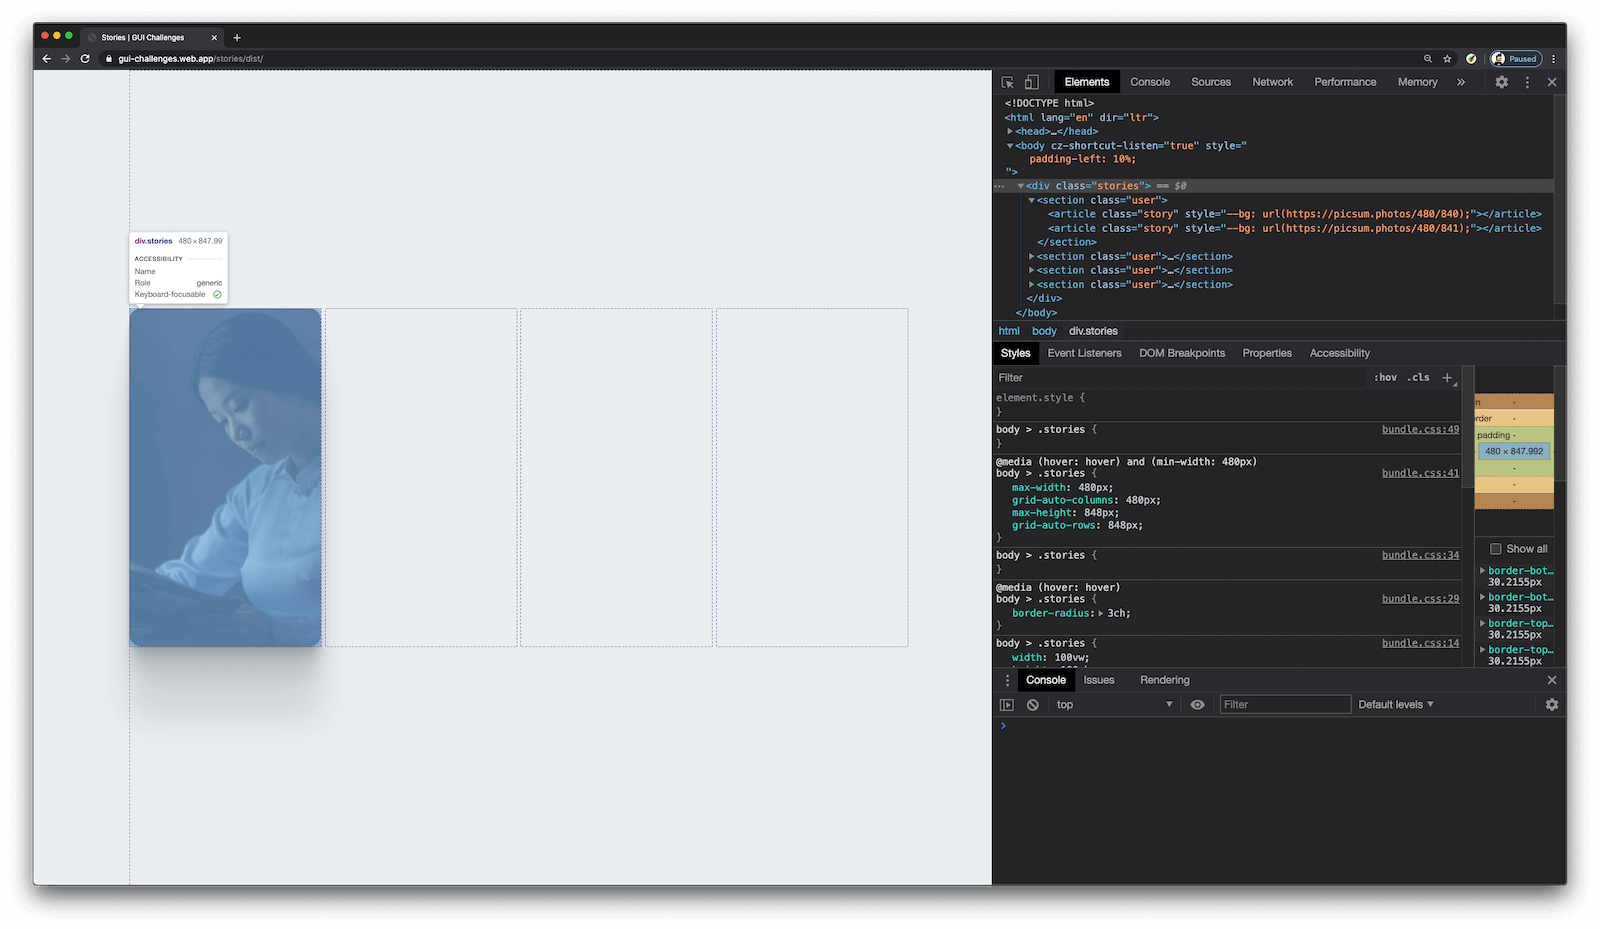 Stories | GUI Challenges
gui-challenges.web.app/stories/dist/
Paused
div.stories 480 × 847.99
ACCESSIBILITY
Name
Role generic
Keyboard-focusable
Elements Console Sources Network Performance Memory »
<!DOCTYPE html>
<html lang="en" dir="ltr">
<head>…</head>
<body cz-shortcut-listen="true" style="
padding-left: 10%;
">
<div class="stories"> == $0
<section class="user">
<article class="story" style="--bg: url(https://picsum.photos/480/840);"></article>
<article class="story" style="--bg: url(https://picsum.photos/480/841);"></article>
</section>
<section class="user">…</section>
<section class="user">…</section>
<section class="user">…</section>
</div>
</body>
html body div.stories
Styles Event Listeners DOM Breakpoints Properties Accessibility
Filter :hov .cls +
element.style {
}
body > .stories { bundle.css:49
}
@media (hover: hover) and (min-width: 480px)
body > .stories { bundle.css:41
max-width: 480px;
grid-auto-columns: 480px;
max-height: 848px;
grid-auto-rows: 848px;
}
body > .stories { bundle.css:34
}
@media (hover: hover)
body > .stories { bundle.css:29
border-radius: 3ch;
}
body > .stories { bundle.css:14
width: 100vw;
n -
rder -
padding -
480 × 847.992
-
-
-
Show all
border-bot…
30.2155px
border-bot…
30.2155px
border-top…
30.2155px
border-top…
30.2155px
Console Issues Rendering
top Filter Default levels